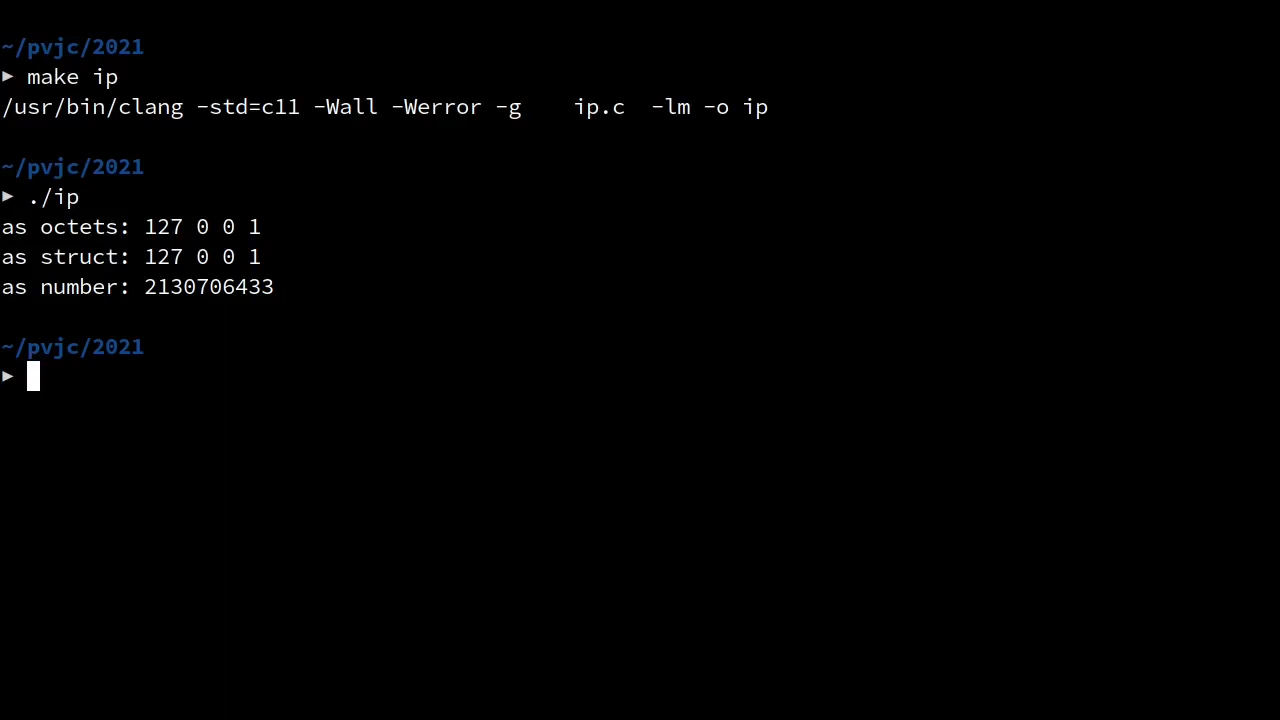 ~/pvjc/2021
▶ make ip
/usr/bin/clang -std=c11 -Wall -Werror -g    ip.c  -lm -o ip
~/pvjc/2021
▶ ./ip
as octets: 127 0 0 1
as struct: 127 0 0 1
as number: 2130706433
~/pvjc/2021
▶